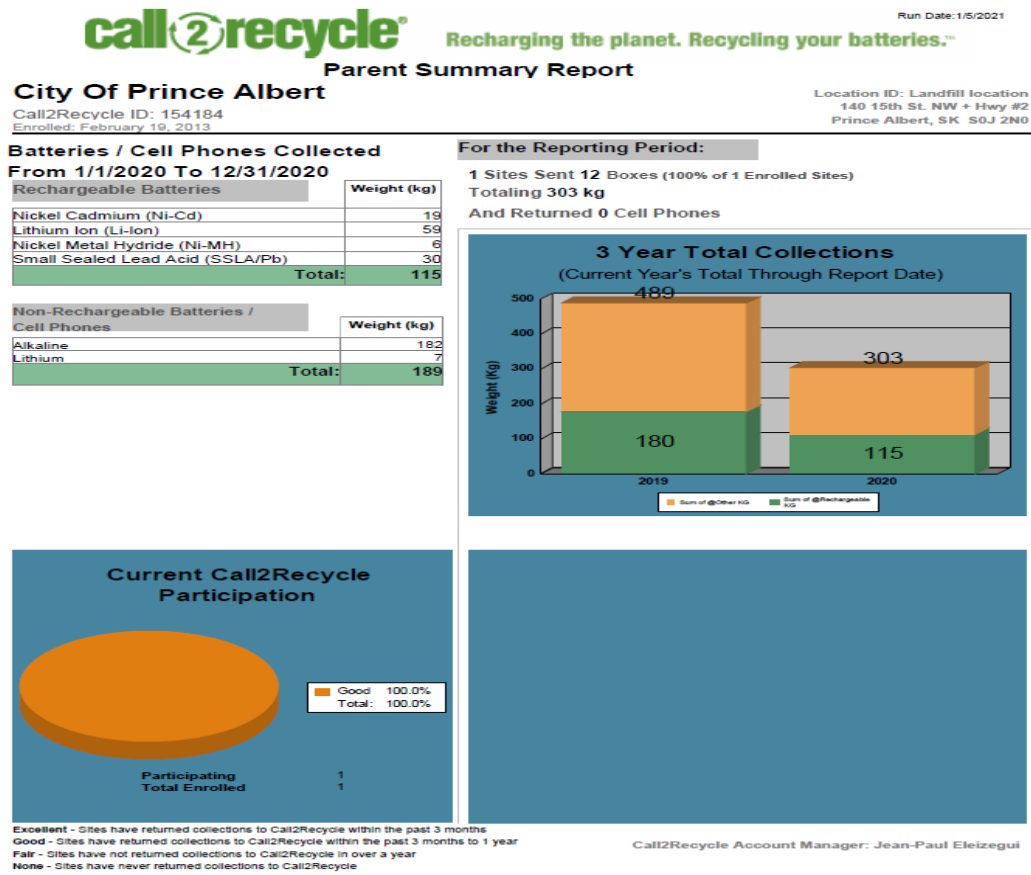 Run Date:1/5/2021
call2recycle®
Recharging the planet. Recycling your batteries.™
Parent Summary Report
City Of Prince Albert
Call2Recycle ID: 154184
Enrolled: February 19, 2013
Location ID: Landfill location
140 15th St. NW + Hwy #2
Prince Albert, SK S0J 2N0
Batteries / Cell Phones Collected
From 1/1/2020 To 12/31/2020
Rechargeable Batteries Weight (kg)
Nickel Cadmium (Ni-Cd) 19
Lithium Ion (Li-Ion) 59
Nickel Metal Hydride (Ni-MH) 6
Small Sealed Lead Acid (SSLA/Pb) 30
Total: 115
Non-Rechargeable Batteries /
Cell Phones Weight (kg)
Alkaline 182
Lithium 7
Total: 189
For the Reporting Period:
1 Sites Sent 12 Boxes (100% of 1 Enrolled Sites)
Totaling 303 kg
And Returned 0 Cell Phones
3 Year Total Collections
(Current Year's Total Through Report Date)
Weight (Kg)
500
400
300
200
100
0
489
180
303
115
2019 2020
Sum of @Other KG
Sum of @Rechargeable
KG
Current Call2Recycle
Participation
Good 100.0%
Total: 100.0%
Participating 1
Total Enrolled 1
Excellent - Sites have returned collections to Call2Recycle within the past 3 months
Good - Sites have returned collections to Call2Recycle within the past 3 months to 1 year
Fair - Sites have not returned collections to Call2Recycle in over a year
None - Sites have never returned collections to Call2Recycle
Call2Recycle Account Manager: Jean-Paul Eleizegui